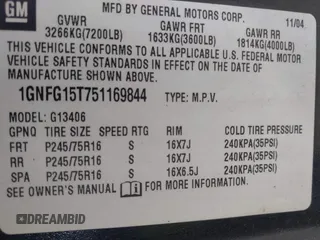 GM
MFD BY GENERAL MOTORS CORP. 11/04
GVWR GAWR FRT GAWR RR
3266KG(7200LB) 1633KG(3600LB) 1814KG(4000LB)
THIS VEHICLE CONFORMS TO ALL APPLICABLE U.S. FEDERAL MOTOR
VEHICLE SAFETY STANDARDS IN EFFECT ON THE DATE OF
MANUFACTURE SHOWN ABOVE.
1GNFG15T751169844 TYPE: M.P.V.
MODEL: G13406
GPNQ TIRE SIZE SPEED RTG RIM COLD TIRE PRESSURE
FRT P245/75R16 S 16X7J 240KPA(35PSI)
RR P245/75R16 S 16X7J 240KPA(35PSI)
SPA P245/75R16 S 16X6.5J 240KPA(35PSI)
SEE OWNER'S MANUAL FOR MORE INFORMATION.
DREAMBID